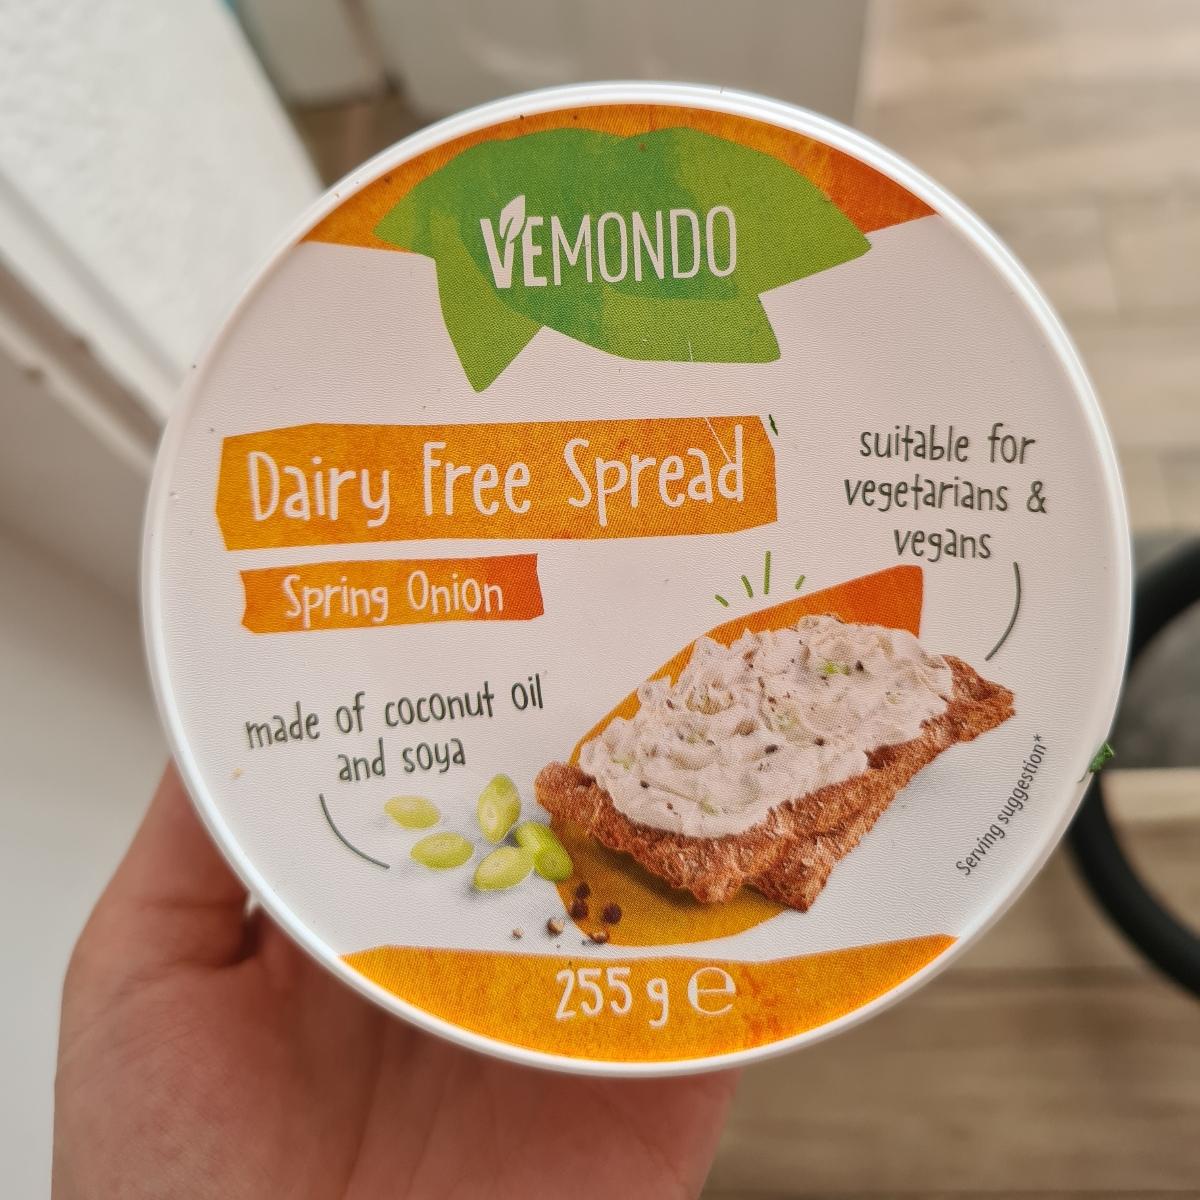 VEMONDO
Dairy Free Spread
Spring Onion
suitable for
vegetarians &
vegans
made of coconut oil
and soya
Serving suggestion*
255 g ℮